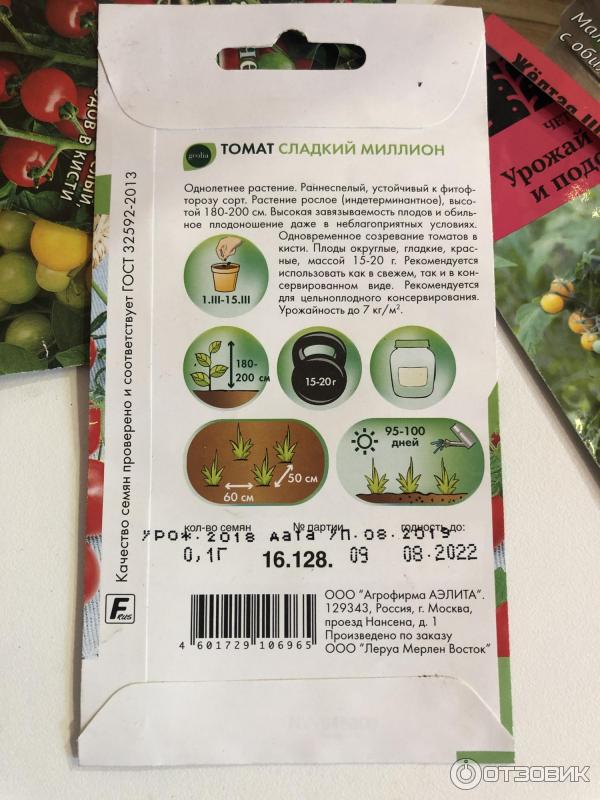 geolia
ТОМАТ СЛАДКИЙ МИЛЛИОН
Однолетнее растение. Раннеспелый, устойчивый к фитоф-
торозу сорт. Растение рослое (индетерминантное), высо-
той 180-200 см. Высокая завязываемость плодов и обиль-
ное плодоношение даже в неблагоприятных условиях.
Одновременное созревание томатов в
кисти. Плоды округлые, гладкие, крас-
ные, массой 15-20 г. Рекомендуется
использовать как в свежем, так и в кон-
сервированном виде. Рекомендуется
для цельноплодного консервирования.
Урожайность до 7 кг/м².
1.III-15.III
180-
200 см
15-20 г
60 см
50 см
95-100
дней
кол-во семян
№ партии
годность до:
УРОЖ. 2018 дата УП. 08. 2019
0,1Г
16.128.
09
08.2022
4 601729 106965
ООО "Агрофирма АЭЛИТА".
129343, Россия, г. Москва,
проезд Нансена, д. 1
Произведено по заказу
ООО "Леруа Мерлен Восток"
F RUS
Качество семян проверено и соответствует ГОСТ 32592-2013
В КИСТИ
Урожай
и подо
с оби
ОТЗОВИК